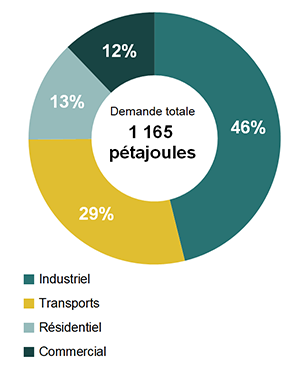 12%
13%
46%
29%
Demande totale
1 165
pétajoules
Industriel
Transports
Résidentiel
Commercial